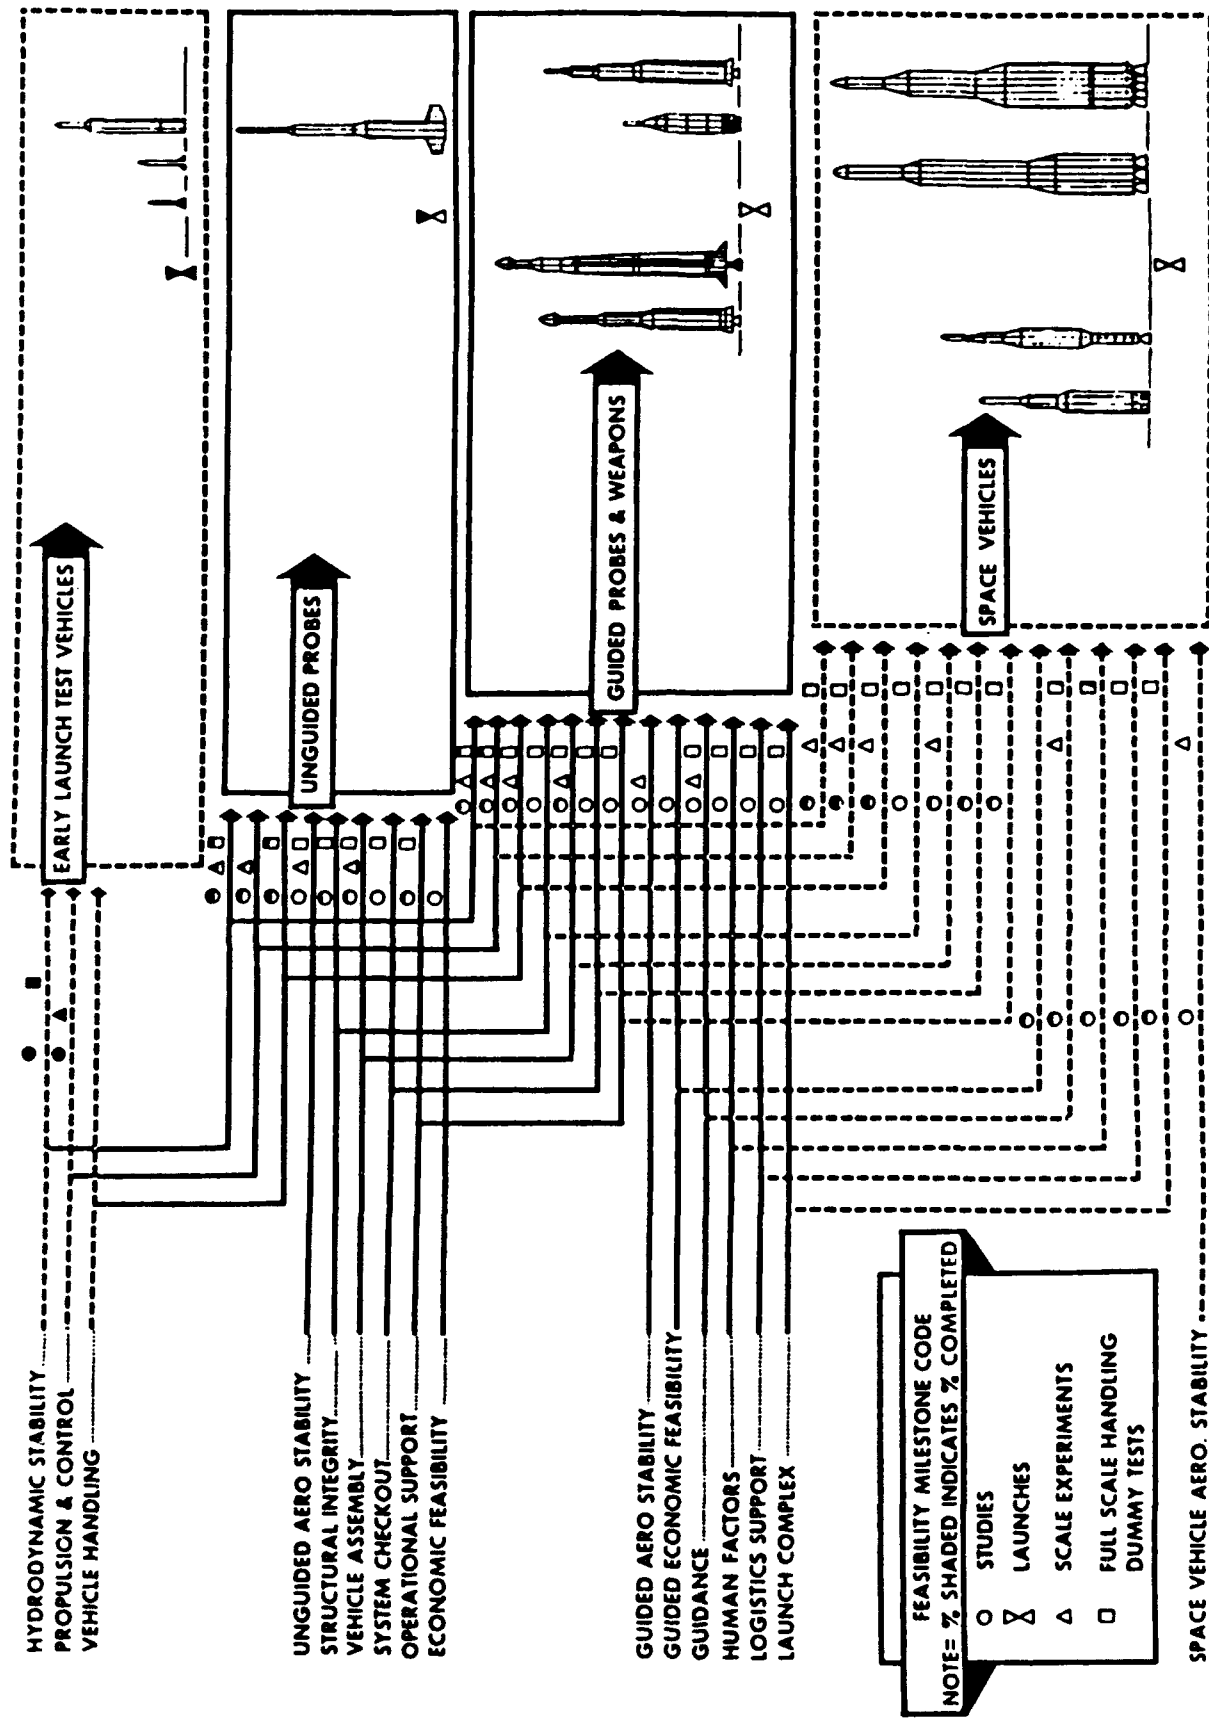 HYDRODYNAMIC STABILITY
PROPULSION & CONTROL
VEHICLE HANDLING
EARLY LAUNCH TEST VEHICLES
UNGUIDED AERO STABILITY
STRUCTURAL INTEGRITY
VEHICLE ASSEMBLY
SYSTEM CHECKOUT
OPERATIONAL SUPPORT
ECONOMIC FEASIBILITY
UNGUIDED PROBES
GUIDED AERO STABILITY
GUIDED ECONOMIC FEASIBILITY
GUIDANCE
HUMAN FACTORS
LOGISTICS SUPPORT
LAUNCH COMPLEX
GUIDED PROBES & WEAPONS
SPACE VEHICLES
FEASIBILITY MILESTONE CODE
NOTE= % SHADED INDICATES % COMPLETED
STUDIES
LAUNCHES
SCALE EXPERIMENTS
FULL SCALE HANDLING
DUMMY TESTS
SPACE VEHICLE AERO. STABILITY